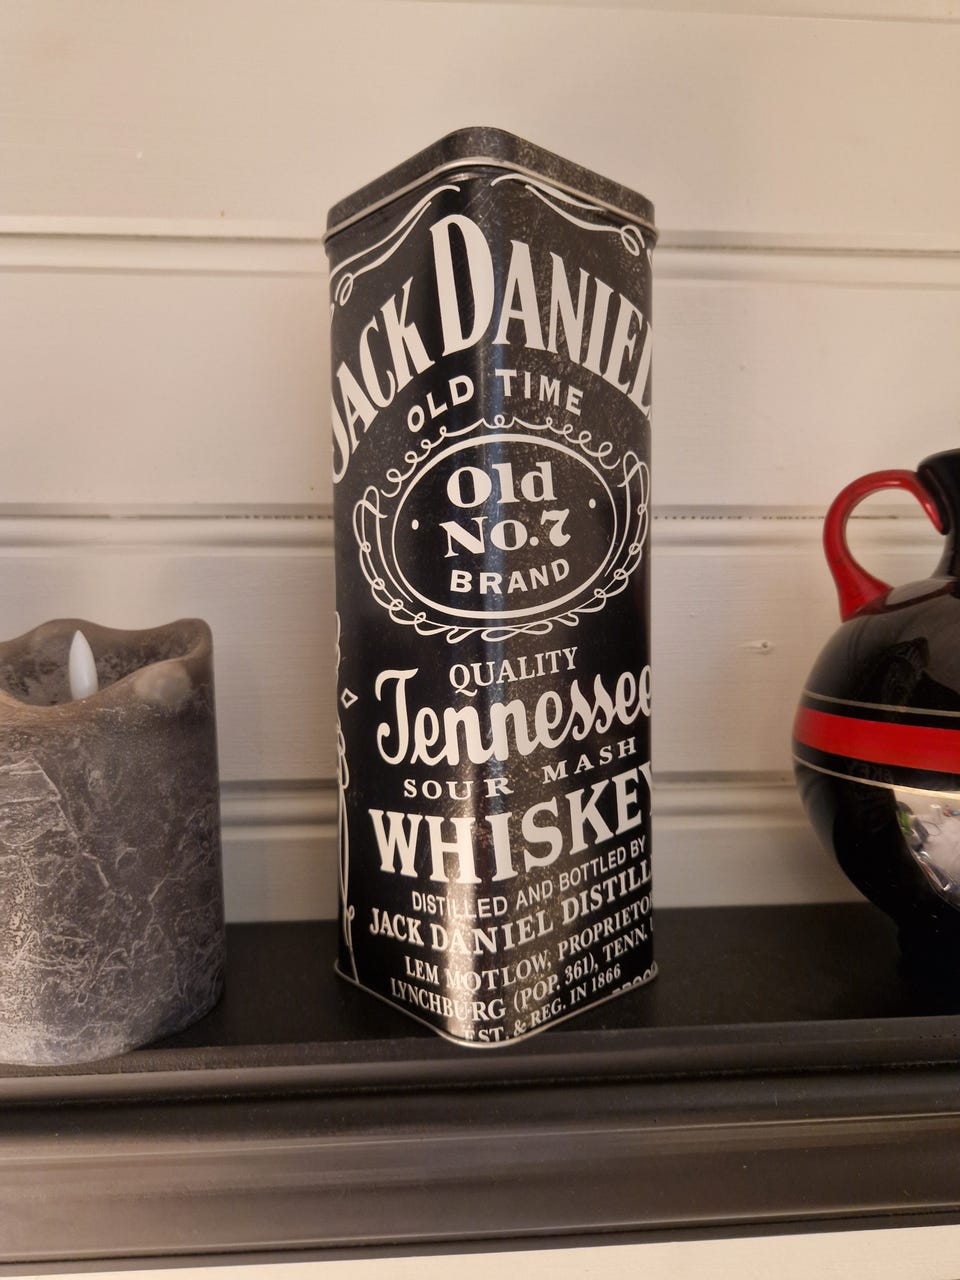 JACK DANIEL
OLD TIME
Old
No.7
BRAND
QUALITY
Tennessee
SOUR MASH
WHISKEY
DISTILLED AND BOTTLED BY
JACK DANIEL DISTILL
LEM MOTLOW, PROPRIETO
LYNCHBURG (POP. 361), TENN.
EST. & REG. IN 1866